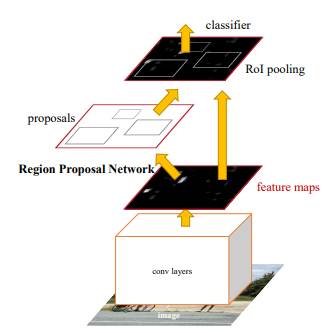 classifier
RoI pooling
proposals
Region Proposal Network
feature maps
conv layers
image